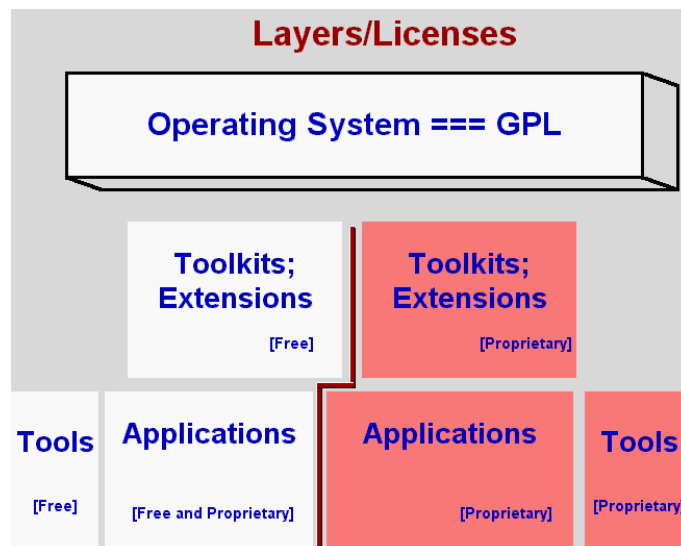 Layers/Licenses
Operating System === GPL
Toolkits;
Extensions
[Free]
Toolkits;
Extensions
[Proprietary]
Tools
[Free]
Applications
[Free and Proprietary]
Applications
[Proprietary]
Tools
[Proprietary]